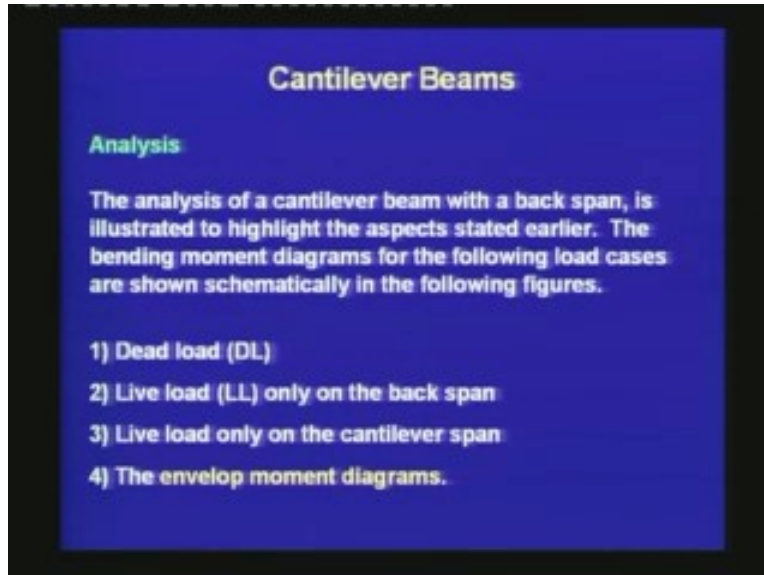 Cantilever Beams
Analysis
The analysis of a cantilever beam with a back span, is
illustrated to highlight the aspects stated earlier. The
bending moment diagrams for the following load cases
are shown schematically in the following figures.
1) Dead load (DL)
2) Live load (LL) only on the back span
3) Live load only on the cantilever span
4) The envelop moment diagrams.